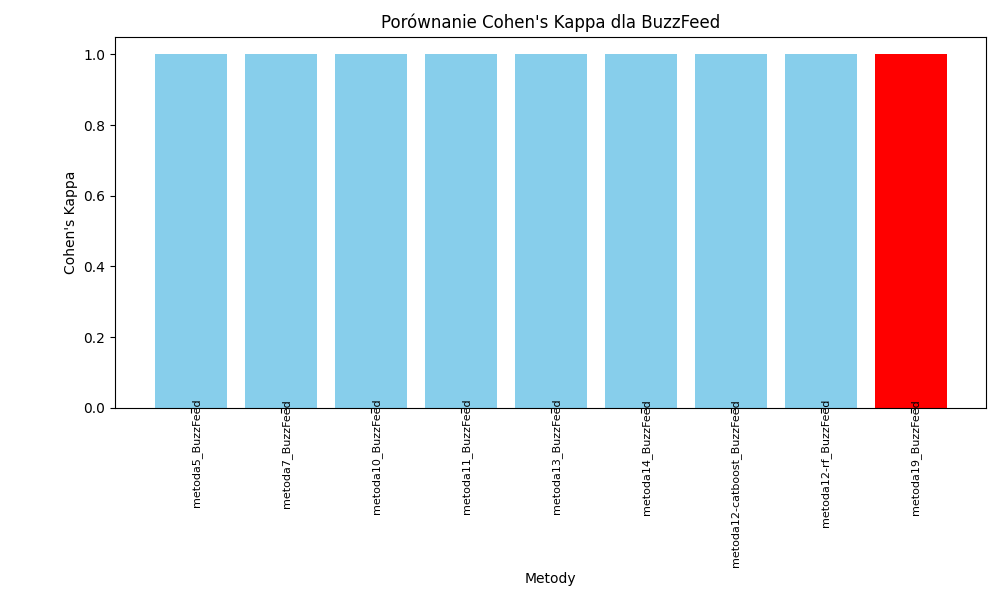 Porównanie Cohen's Kappa dla BuzzFeed
Cohen's Kappa
1.0
0.8
0.6
0.4
0.2
0.0
metoda5_BuzzFeed
metoda7_BuzzFeed
metoda10_BuzzFeed
metoda11_BuzzFeed
metoda13_BuzzFeed
metoda14_BuzzFeed
metoda12-catboost_BuzzFeed
metoda12-rf_BuzzFeed
metoda19_BuzzFeed
Metody